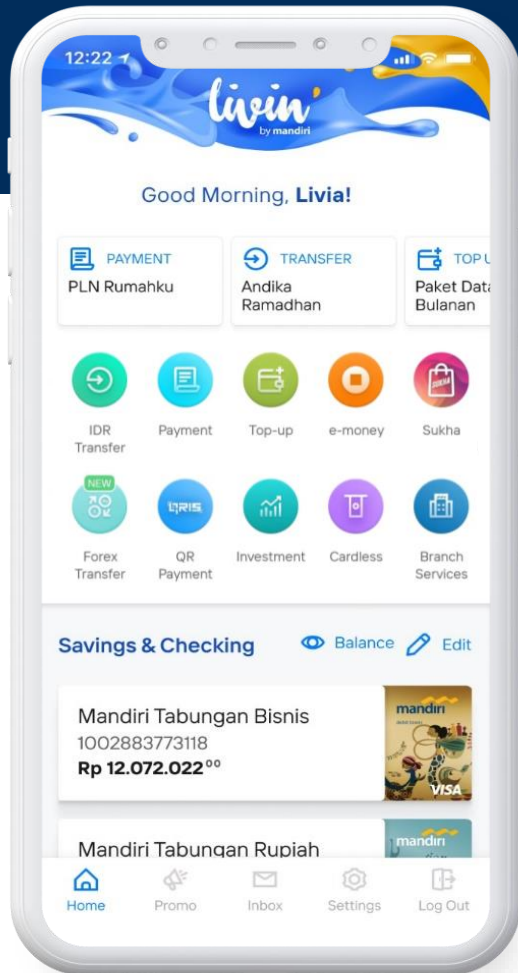 12:22
livin'
by mandiri
Good Morning, Livia!
PAYMENT
PLN Rumahku
TRANSFER
Andika
Ramadhan
TOP U
Paket Data
Bulanan
SUKHA
IDR
Transfer
Payment
Top-up
e-money
Sukha
NEW
QRIS
Forex
Transfer
QR
Payment
Investment
Cardless
Branch
Services
Savings & Checking
Balance
Edit
Mandiri Tabungan Bisnis
1002883773118
Rp 12.072.022⁰⁰
mandiri
VISA
Mandiri Tabungan Rupiah
mandiri
Home
Promo
Inbox
Settings
Log Out